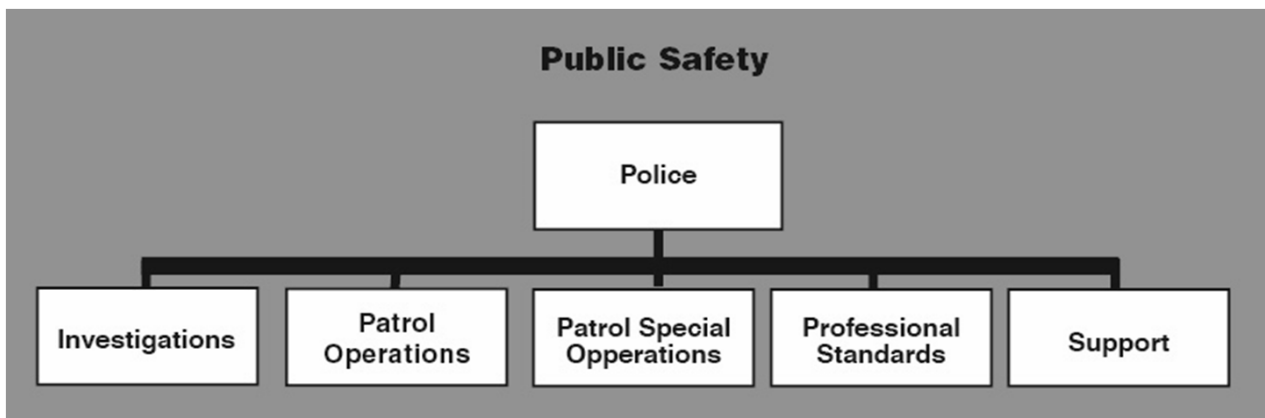 Public Safety
Police
Investigations
Patrol
Operations
Patrol Special
Opperations
Professional
Standards
Support